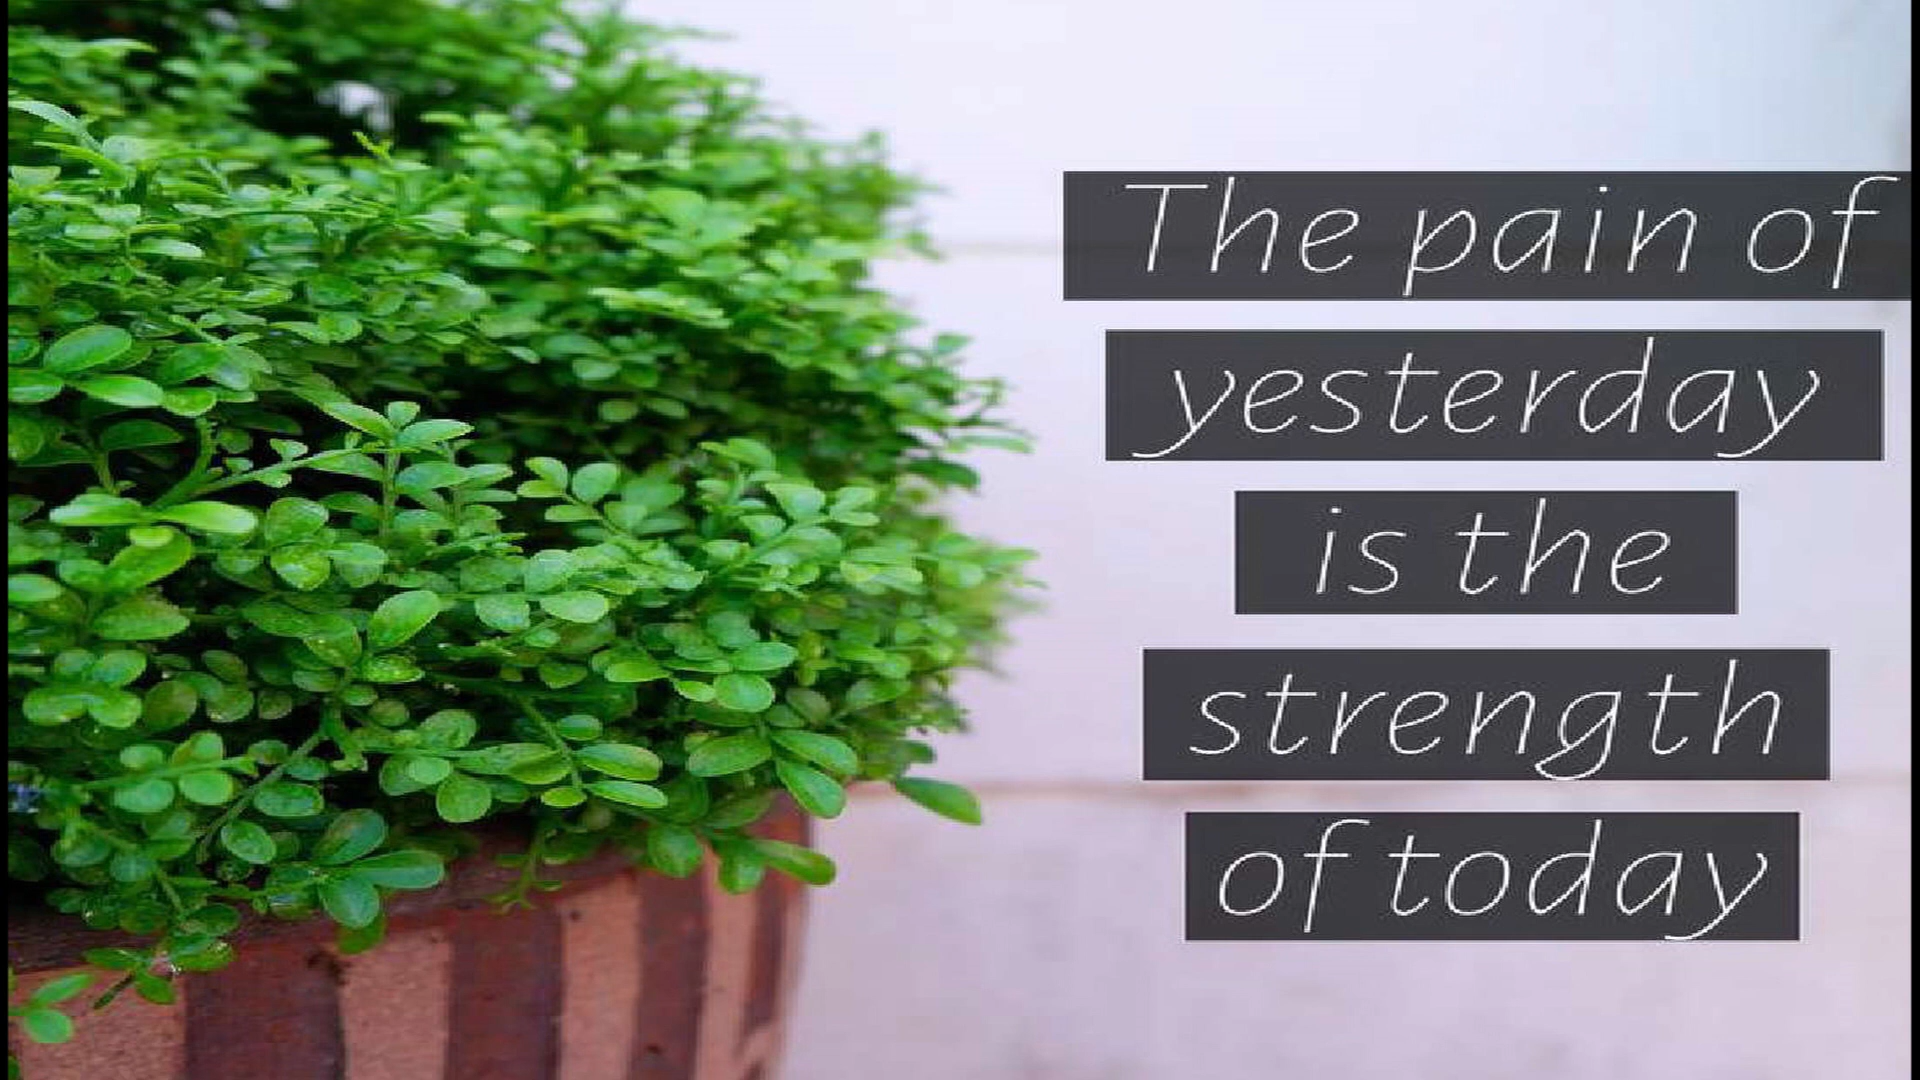 The pain of
yesterday
is the
strength
of today